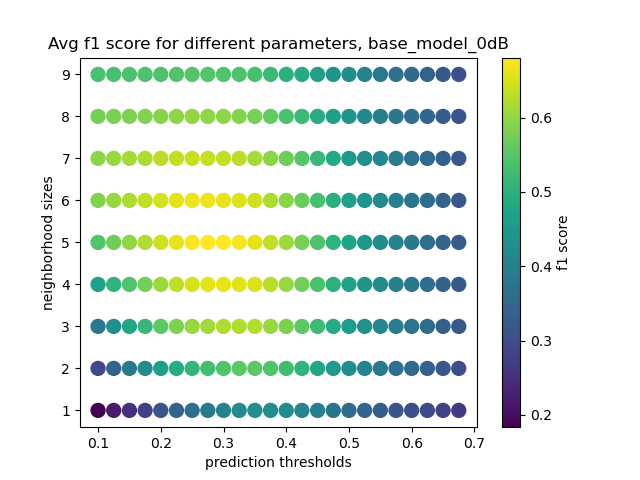 Avg f1 score for different parameters, base_model_0dB
neighborhood sizes
9
8
7
6
5
4
3
2
1
0.1 0.2 0.3 0.4 0.5 0.6 0.7
prediction thresholds
0.6
0.5
0.4
0.3
0.2
f1 score